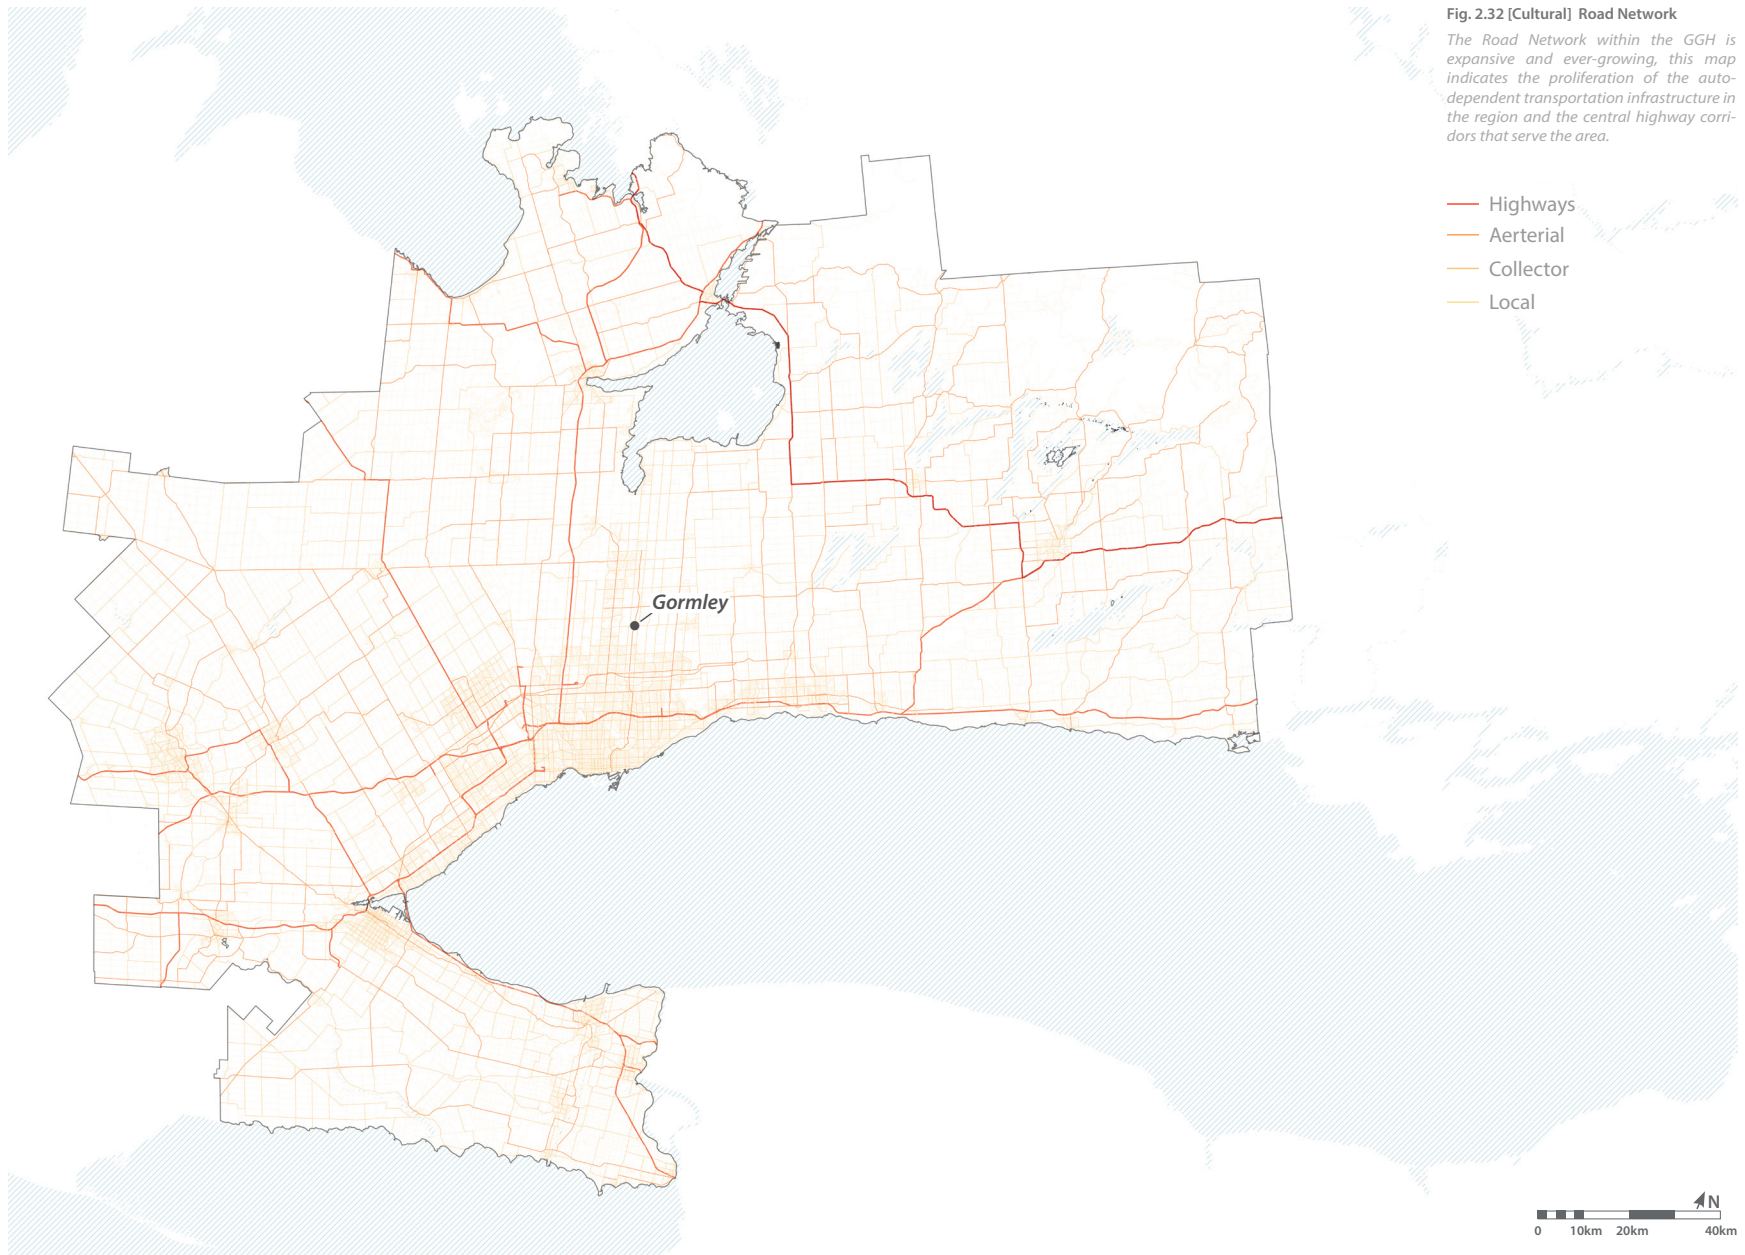 Fig. 2.32 [Cultural] Road Network
The Road Network within the GGH is
expansive and ever-growing, this map
indicates the proliferation of the auto-
dependent transportation infrastructure in
the region and the central highway corri-
dors that serve the area.
Highways
Aerterial
Collector
Local
Gormley
N
0 10km 20km 40km